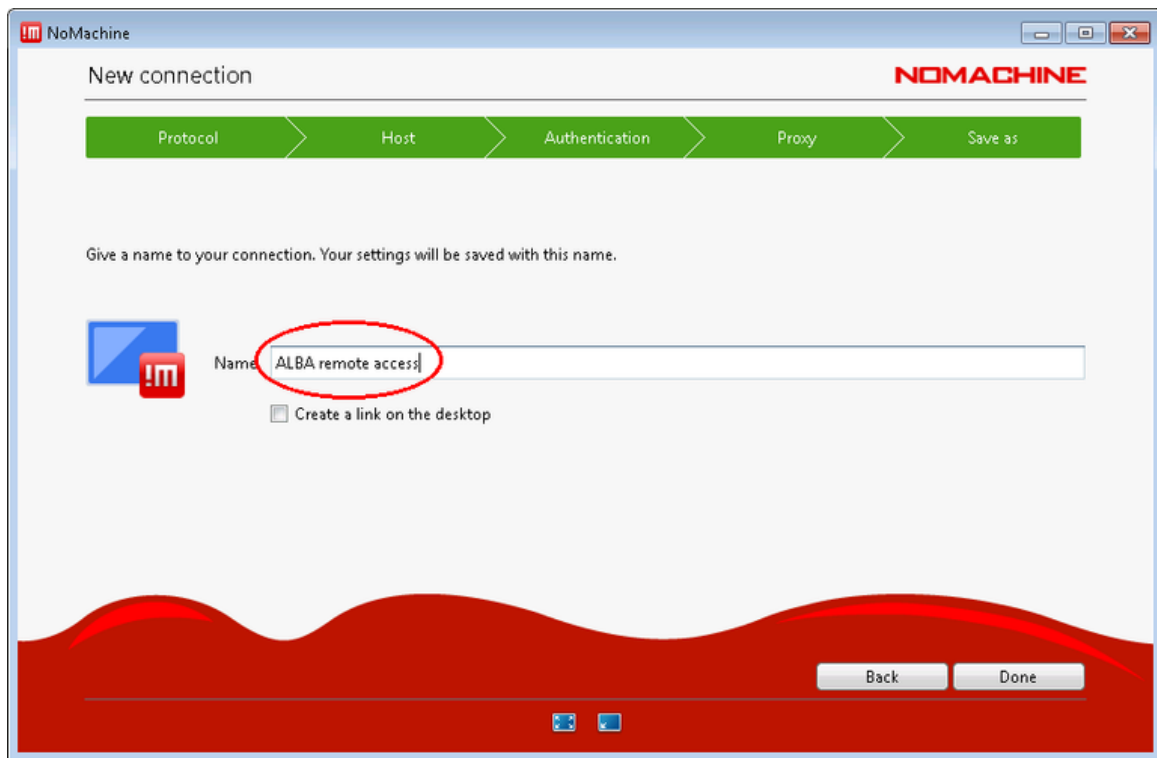 !M NoMachine
New connection
NOMACHINE
Protocol Host Authentication Proxy Save as
Give a name to your connection. Your settings will be saved with this name.
!M
Name ALBA remote access
Create a link on the desktop
Back Done